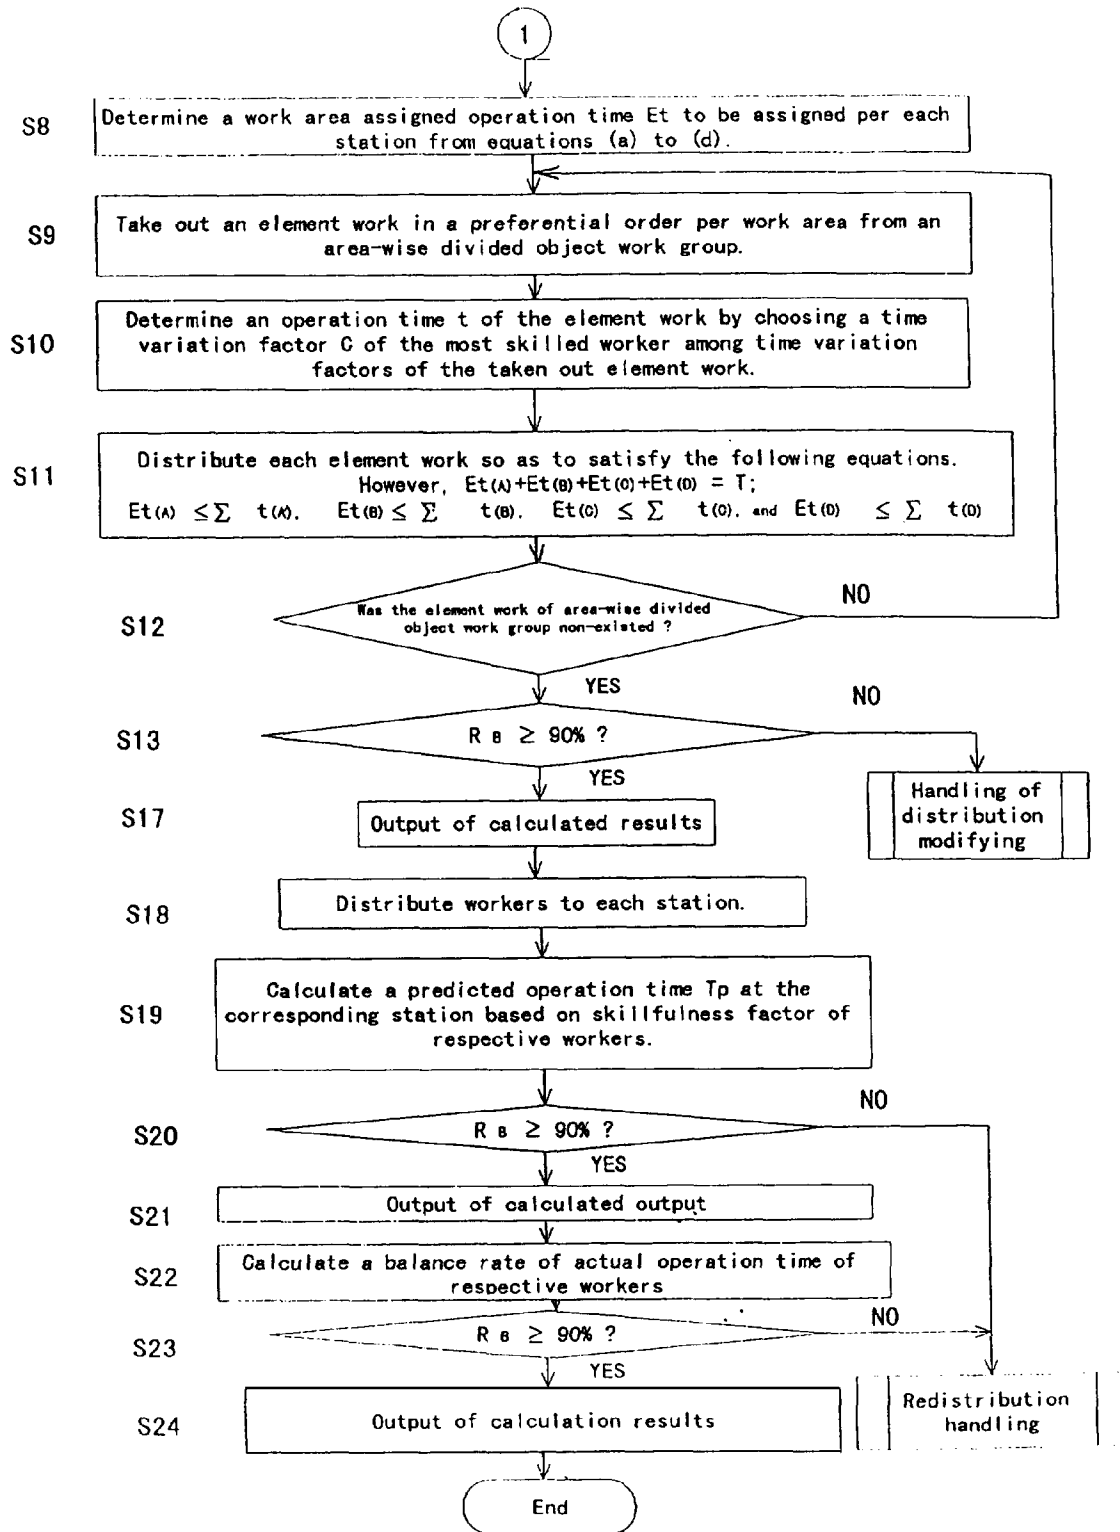 1
S8
Determine a work area assigned operation time Et to be assigned per each
station from equations (a) to (d).
S9
Take out an element work in a preferential order per work area from an
area-wise divided object work group.
S10
Determine an operation time t of the element work by choosing a time
variation factor C of the most skilled worker among time variation
factors of the taken out element work.
S11
Distribute each element work so as to satisfy the following equations.
However, Et(A)+Et(B)+Et(C)+Et(D) = T;
Et(A) ≤ ∑ t(A). Et(B) ≤ ∑ t(B). Et(C) ≤ ∑ t(C). and Et(D) ≤ ∑ t(D)
S12
Was the element work of area-wise divided
object work group non-existed ?
NO
YES
S13
R B ≥ 90% ?
NO
YES
Handling of
distribution
modifying
S17
Output of calculated results
S18
Distribute workers to each station.
S19
Calculate a predicted operation time Tp at the
corresponding station based on skillfulness factor of
respective workers.
S20
R B ≥ 90% ?
NO
YES
S21
Output of calculated output
S22
Calculate a balance rate of actual operation time of
respective workers
S23
R B ≥ 90% ?
NO
YES
Redistribution
handling
S24
Output of calculation results
End